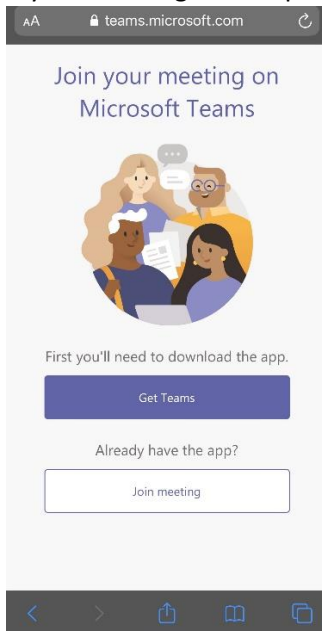 AA teams.microsoft.com
Join your meeting on
Microsoft Teams
First you'll need to download the app.
Get Teams
Already have the app?
Join meeting